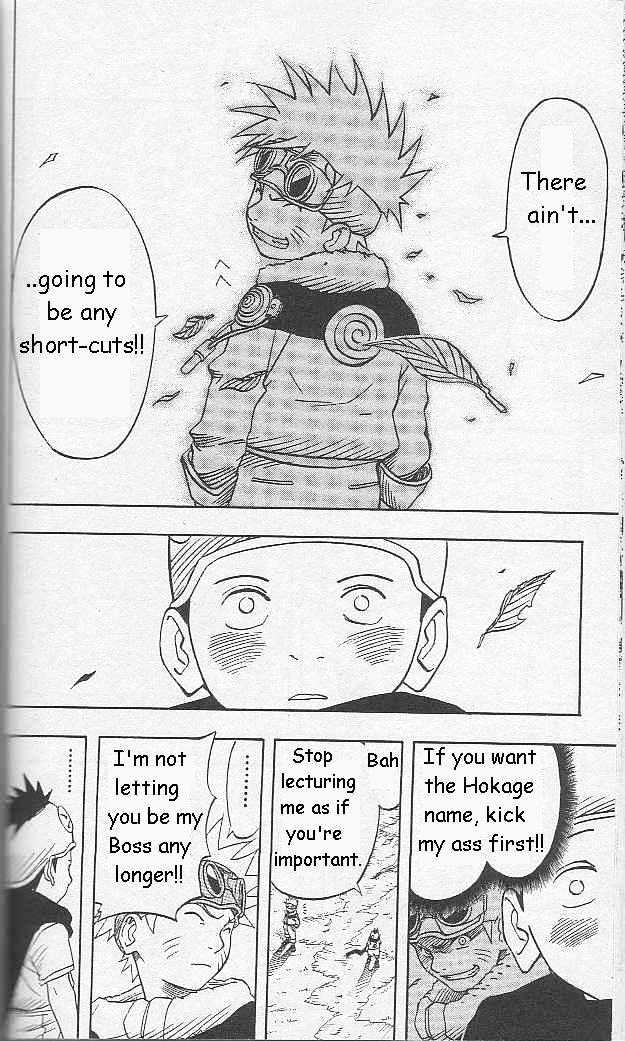 There
ain't...
..going to
be any
short-cuts!!
If you want
the Hokage
name, kick
my ass first!!
Bah
Stop
lecturing
me as if
you're
important.
I'm not
letting
you be my
Boss any
longer!!